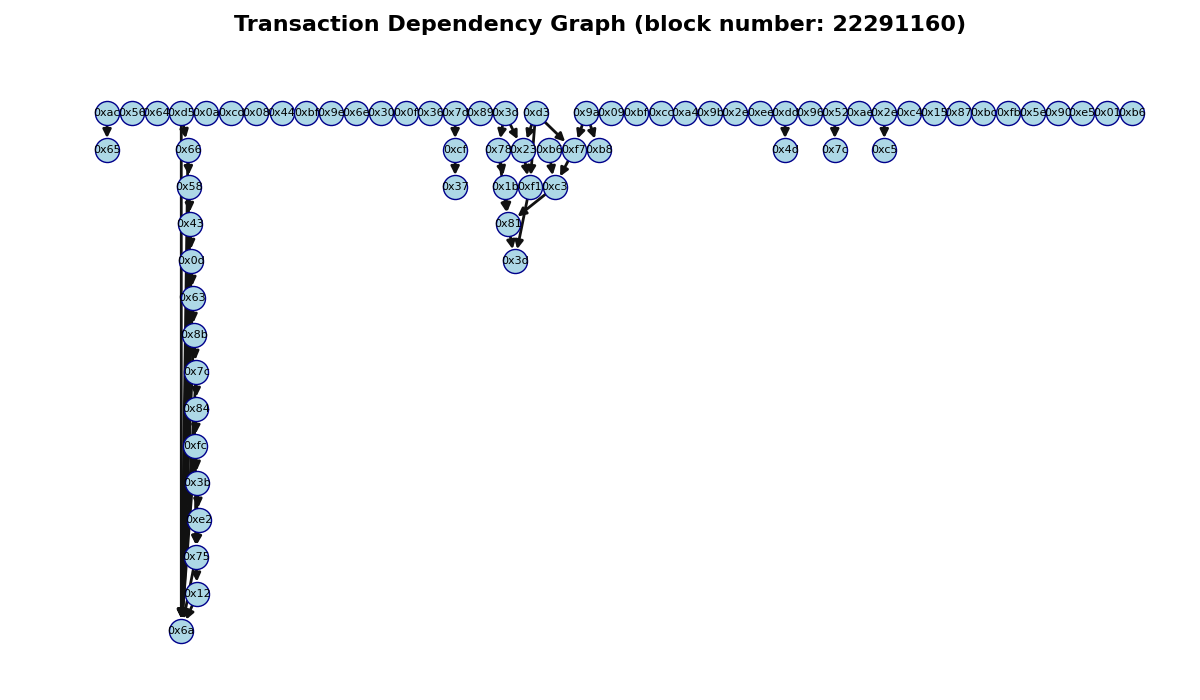 Transaction Dependency Graph (block number: 22291160)
0xac 0x56 0x64 0xd5 0x0a 0xcc 0x08 0x44 0xbf 0x9e 0x6e 0x30 0x0f 0x36 0x7c 0x89 0x3d 0xd3 0x9a 0x09 0xbf 0xcc 0xa4 0x9b 0x2e 0xee 0xdd 0x96 0x52 0xae 0x2e 0xc4 0x15 0x87 0xbc 0xfb 0x5e 0x90 0xe5 0x01 0xb6
0x65 0x66 0xcf 0x78 0x23 0xb6 0xf7 0xb8 0x4d 0x7c 0xc5
0x58 0x37 0x1b 0xf1 0xc3
0x43 0x81
0x0d 0x3c
0x63
0x8b
0x7c
0x84
0xfc
0x3b
0xe2
0x75
0x12
0x6a